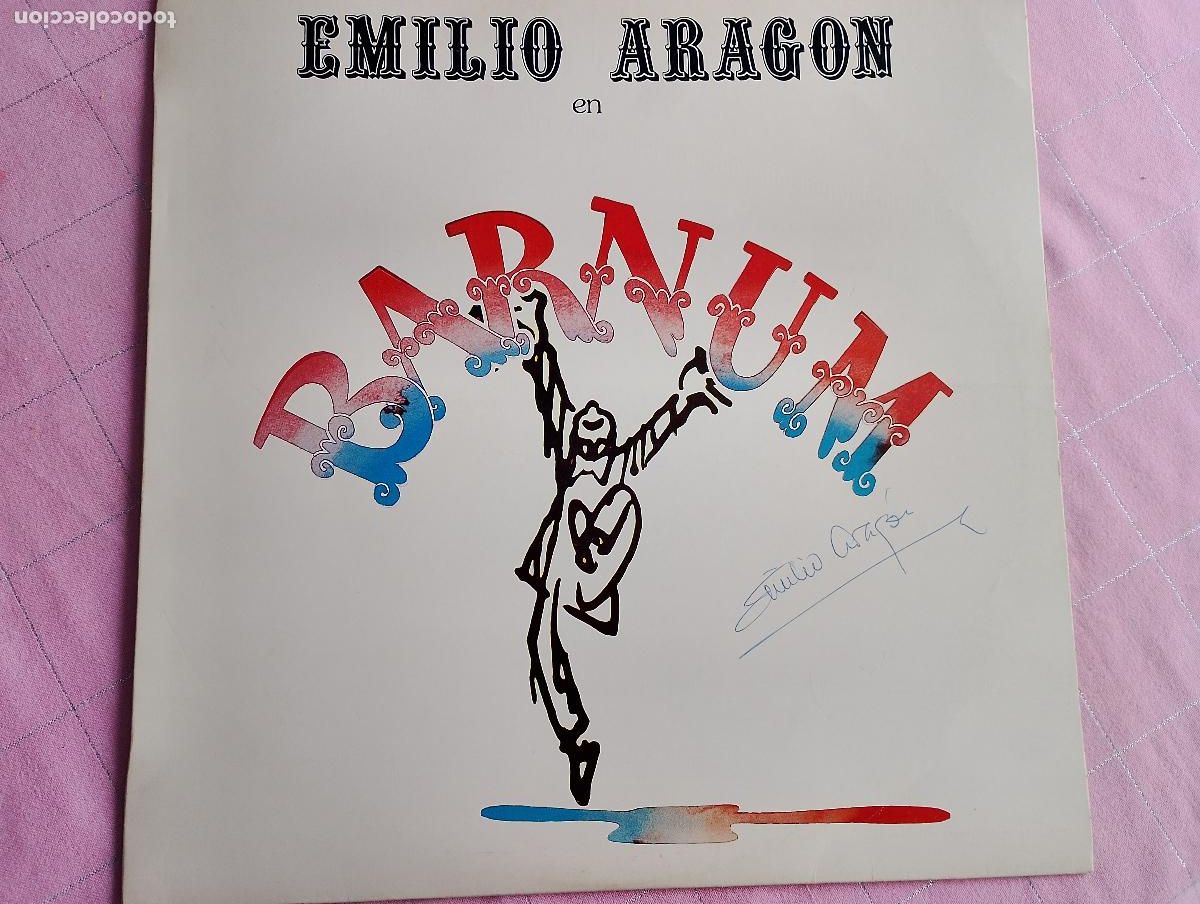 EMILIO ARAGON
en
BARNUM
Emilio Aragón
todocoleccion